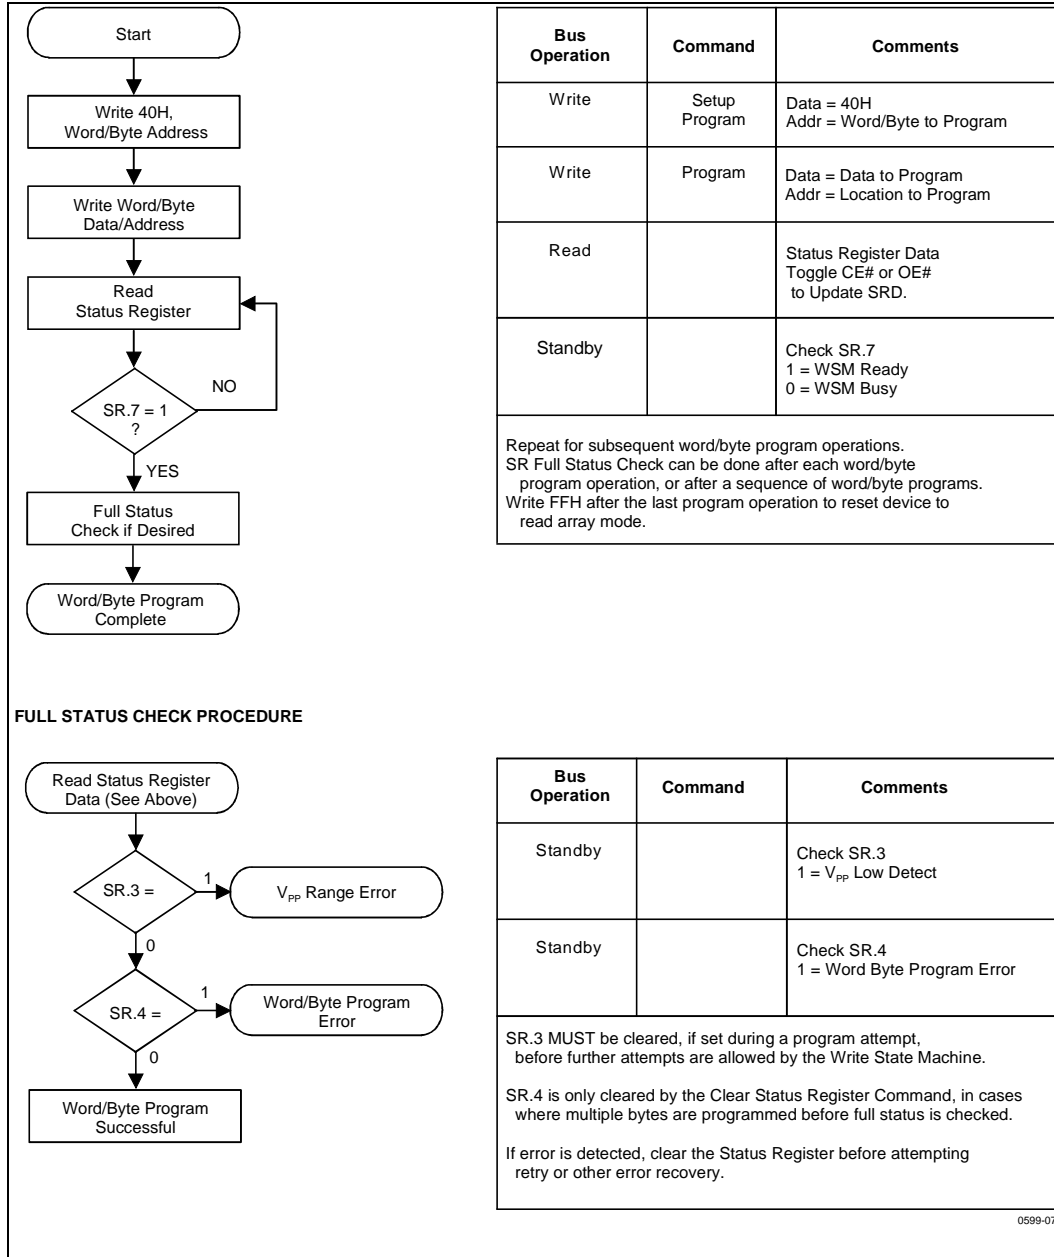 Start
Write 40H,
Word/Byte Address
Write Word/Byte
Data/Address
Read
Status Register
NO
SR.7 = 1
?
YES
Full Status
Check if Desired
Word/Byte Program
Complete
Bus
Operation
Command
Comments
Write
Setup
Program
Data = 40H
Addr = Word/Byte to Program
Write
Program
Data = Data to Program
Addr = Location to Program
Read
Status Register Data
Toggle CE# or OE#
to Update SRD.
Standby
Check SR.7
1 = WSM Ready
0 = WSM Busy
Repeat for subsequent word/byte program operations.
SR Full Status Check can be done after each word/byte
program operation, or after a sequence of word/byte programs.
Write FFH after the last program operation to reset device to
read array mode.
FULL STATUS CHECK PROCEDURE
Read Status Register
Data (See Above)
SR.3 =
1
VPP Range Error
0
SR.4 =
1
Word/Byte Program
Error
0
Word/Byte Program
Successful
Bus
Operation
Command
Comments
Standby
Check SR.3
1 = VPP Low Detect
Standby
Check SR.4
1 = Word Byte Program Error
SR.3 MUST be cleared, if set during a program attempt,
before further attempts are allowed by the Write State Machine.
SR.4 is only cleared by the Clear Status Register Command, in cases
where multiple bytes are programmed before full status is checked.
If error is detected, clear the Status Register before attempting
retry or other error recovery.
0599-07